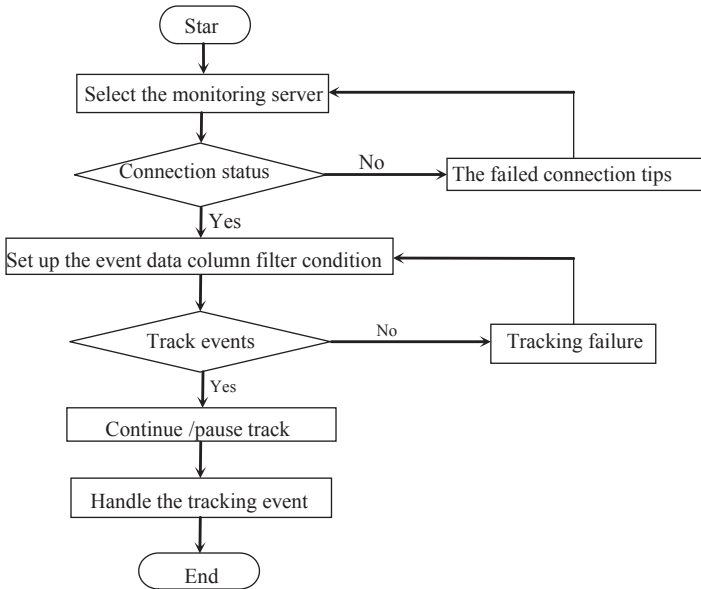 Star
Select the monitoring server
Connection status
No
The failed connection tips
Yes
Set up the event data column filter condition
Track events
No
Tracking failure
Yes
Continue /pause track
Handle the tracking event
End